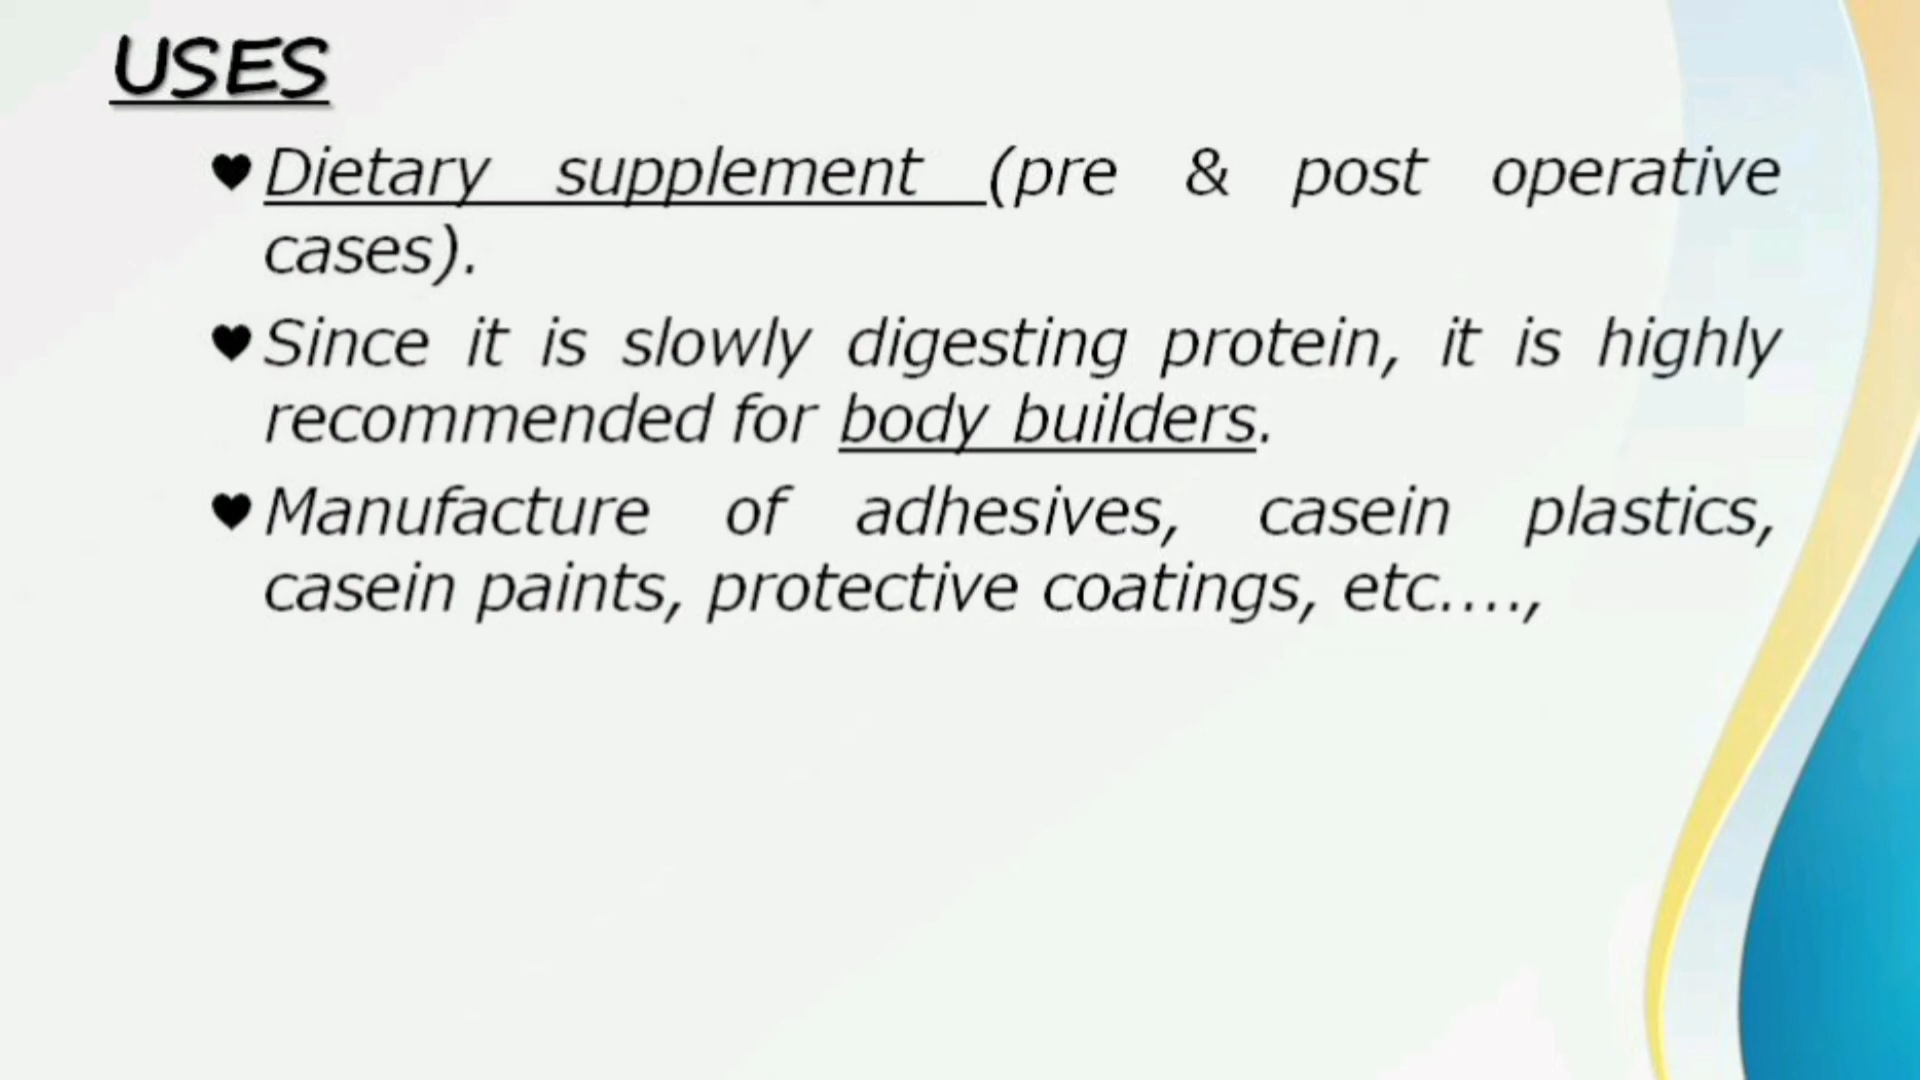 USES
♥ Dietary supplement (pre & post operative
cases).
♥ Since it is slowly digesting protein, it is highly
recommended for body builders.
♥ Manufacture of adhesives, casein plastics,
casein paints, protective coatings, etc....,